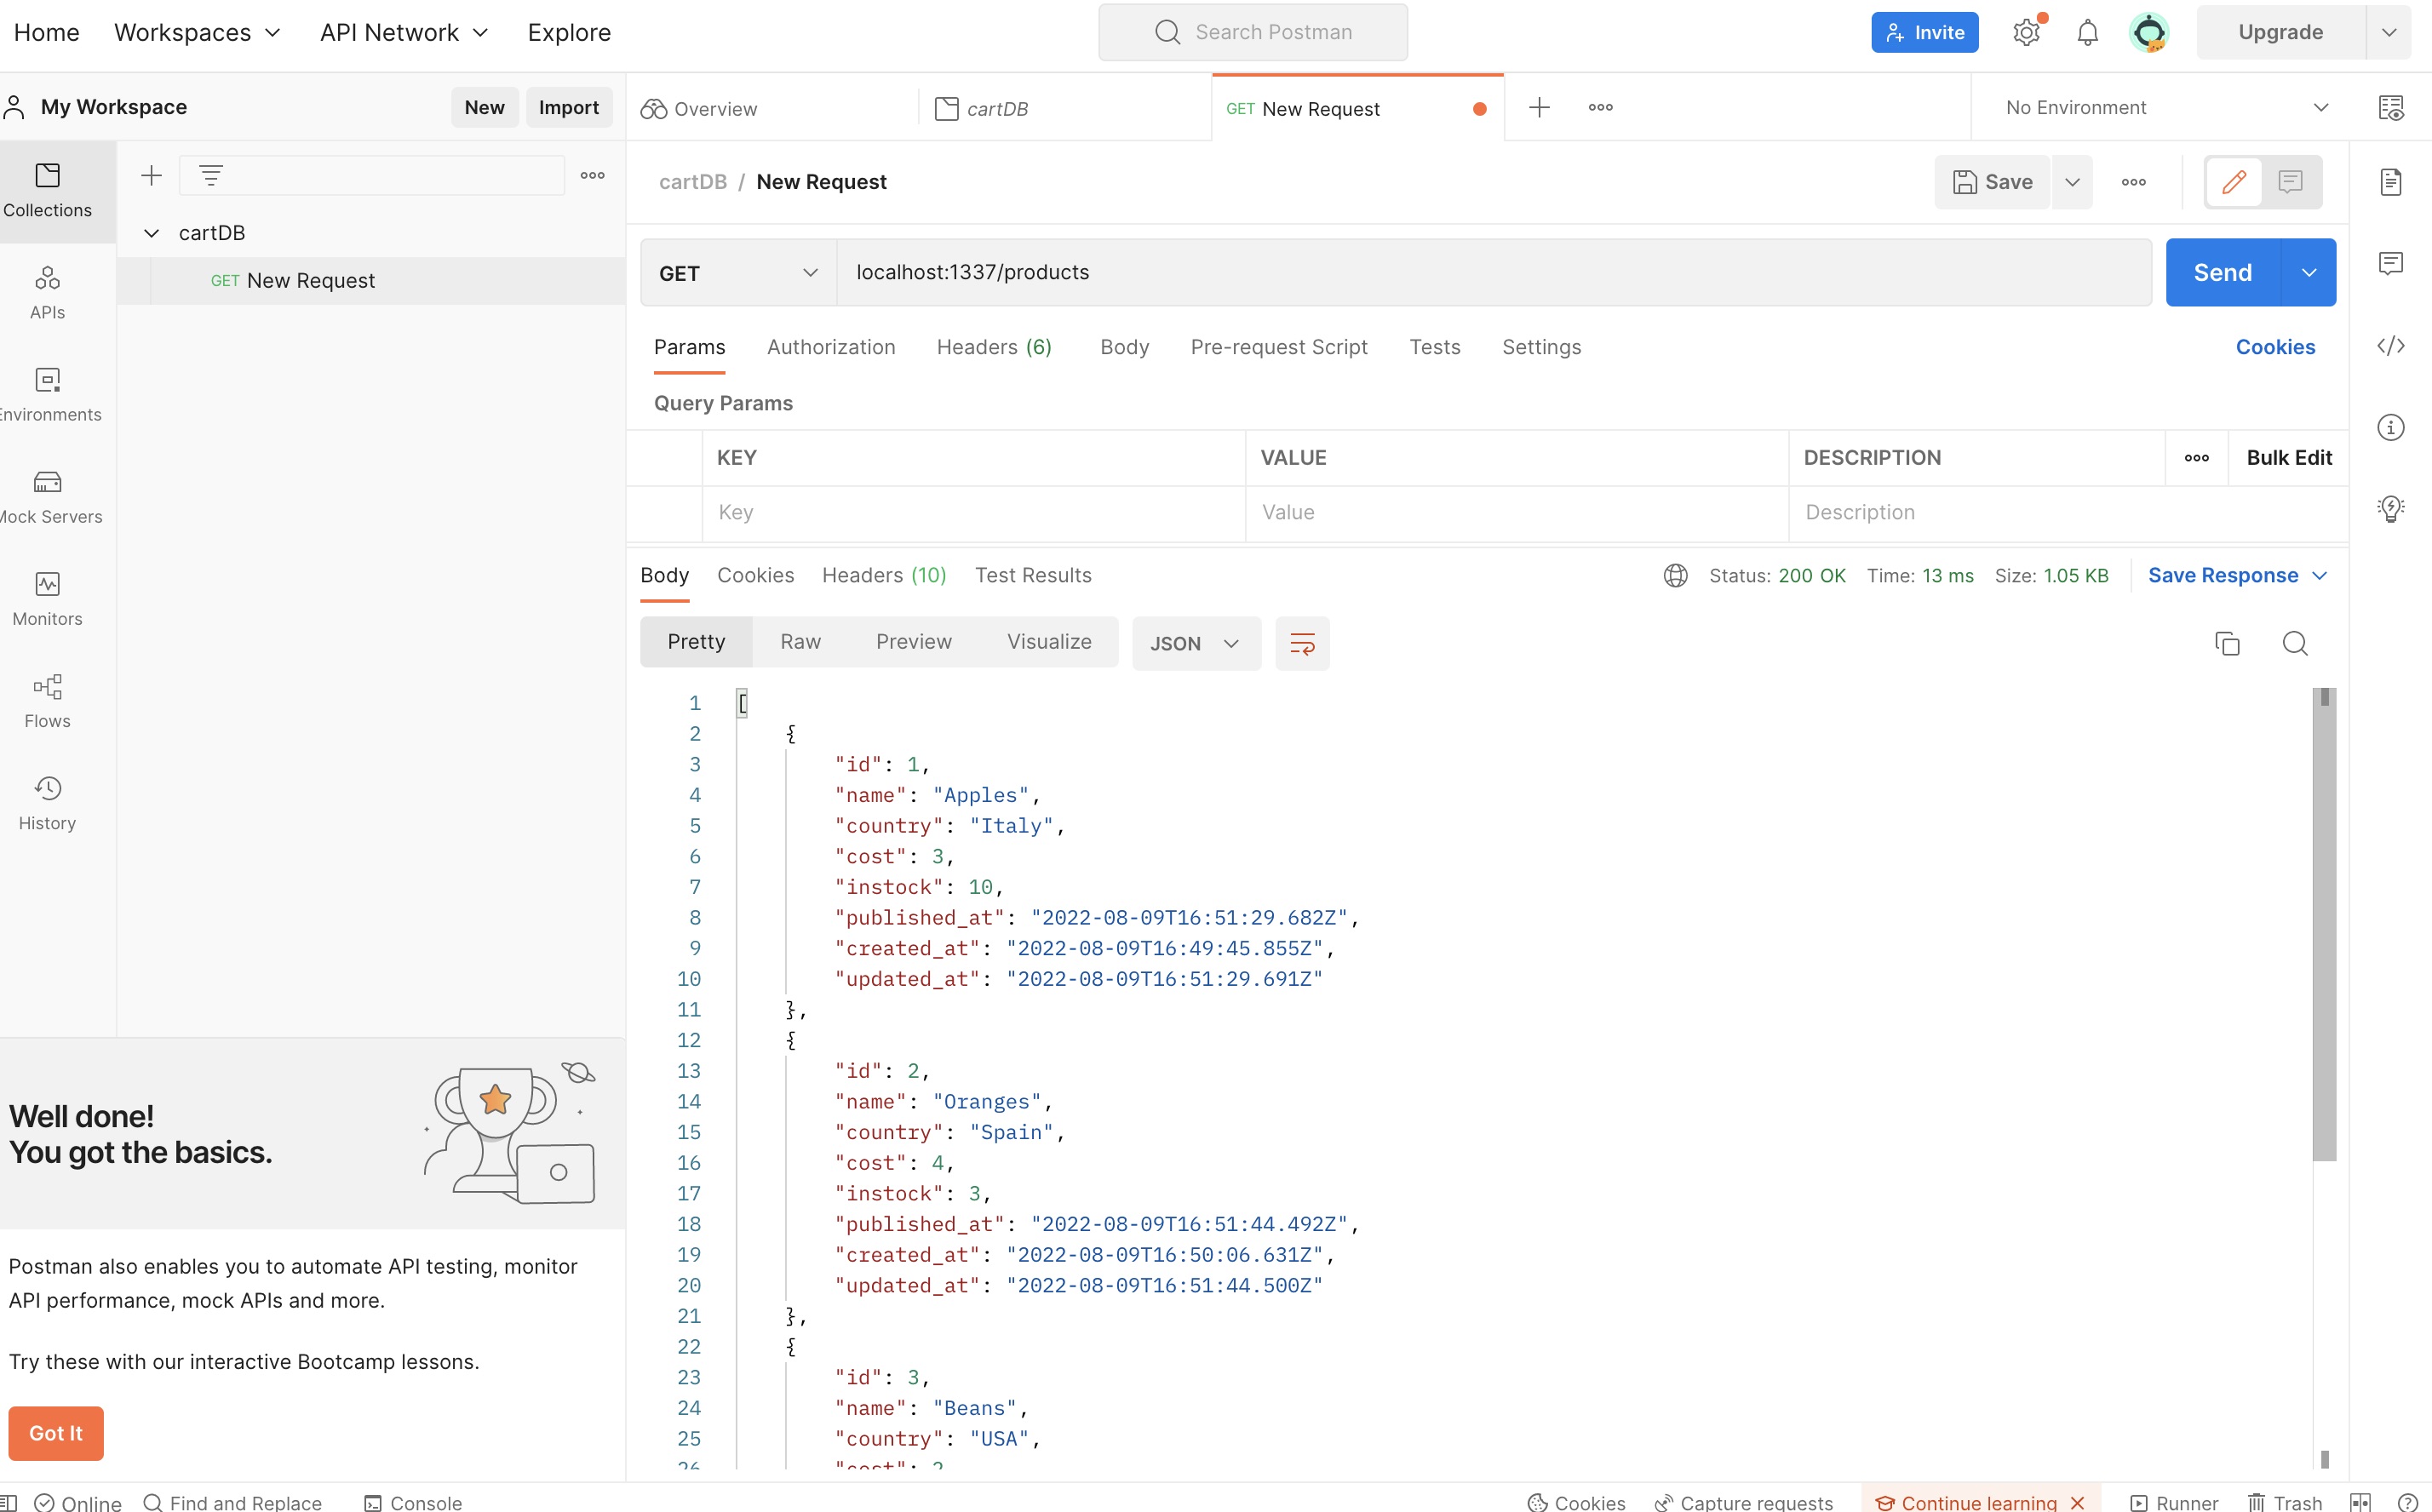 Home Workspaces API Network Explore Search Postman Invite Upgrade
My Workspace New Import Overview cartDB GET New Request No Environment
Collections
cartDB / New Request Save
cartDB
GET New Request
GET localhost:1337/products Send
APIs
Params Authorization Headers (6) Body Pre-request Script Tests Settings Cookies
Environments
Query Params
KEY VALUE DESCRIPTION Bulk Edit
Key Value Description
Mock Servers
Body Cookies Headers (10) Test Results Status: 200 OK Time: 13 ms Size: 1.05 KB Save Response
Monitors
Pretty Raw Preview Visualize JSON
Flows
History
1 [
2 {
3 "id": 1,
4 "name": "Apples",
5 "country": "Italy",
6 "cost": 3,
7 "instock": 10,
8 "published_at": "2022-08-09T16:51:29.682Z",
9 "created_at": "2022-08-09T16:49:45.855Z",
10 "updated_at": "2022-08-09T16:51:29.691Z"
11 },
12 {
13 "id": 2,
14 "name": "Oranges",
15 "country": "Spain",
16 "cost": 4,
17 "instock": 3,
18 "published_at": "2022-08-09T16:51:44.492Z",
19 "created_at": "2022-08-09T16:50:06.631Z",
20 "updated_at": "2022-08-09T16:51:44.500Z"
21 },
22 {
23 "id": 3,
24 "name": "Beans",
25 "country": "USA",
26 "cost": 2
Well done!
You got the basics.
Postman also enables you to automate API testing, monitor
API performance, mock APIs and more.
Try these with our interactive Bootcamp lessons.
Got It
Online Find and Replace Console Cookies Capture requests Continue learning Runner Trash